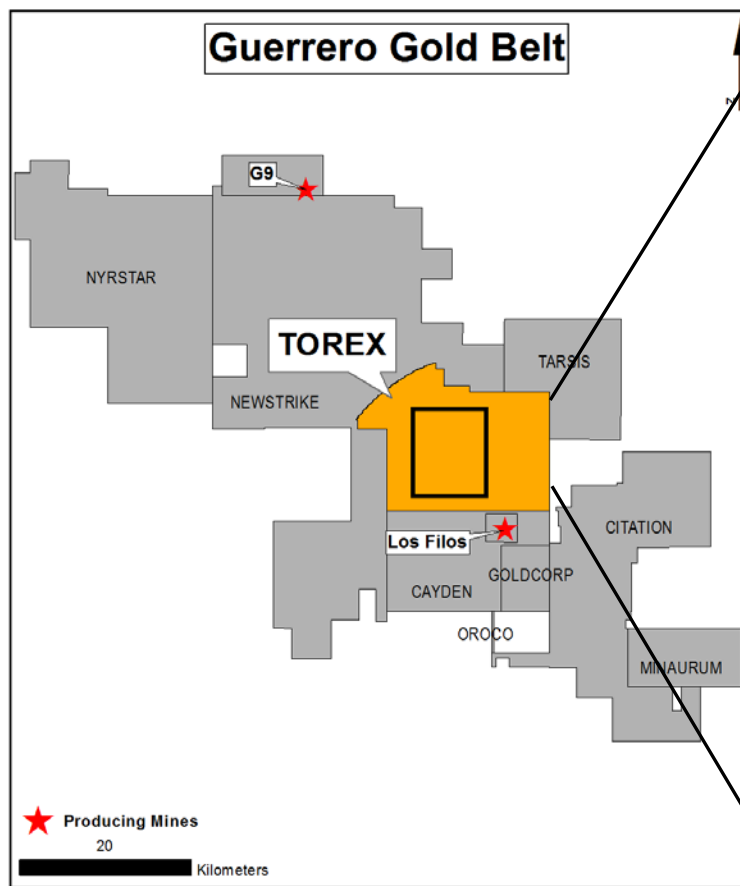 Guerrero Gold Belt
G9
NYRSTAR
TOREX
TARSIS
NEWSTRIKE
CITATION
Los Filos
GOLDCORP
CAYDEN
OROCO
MINAURUM
Producing Mines
20
Kilometers